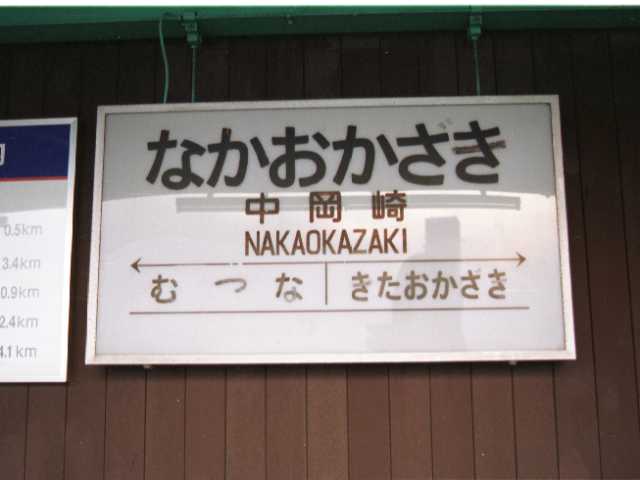 なかおかざき
中岡崎
NAKAOKAZAKI
むつな きたおかざき
0.5km
3.4km
0.9km
2.4km
4.1km